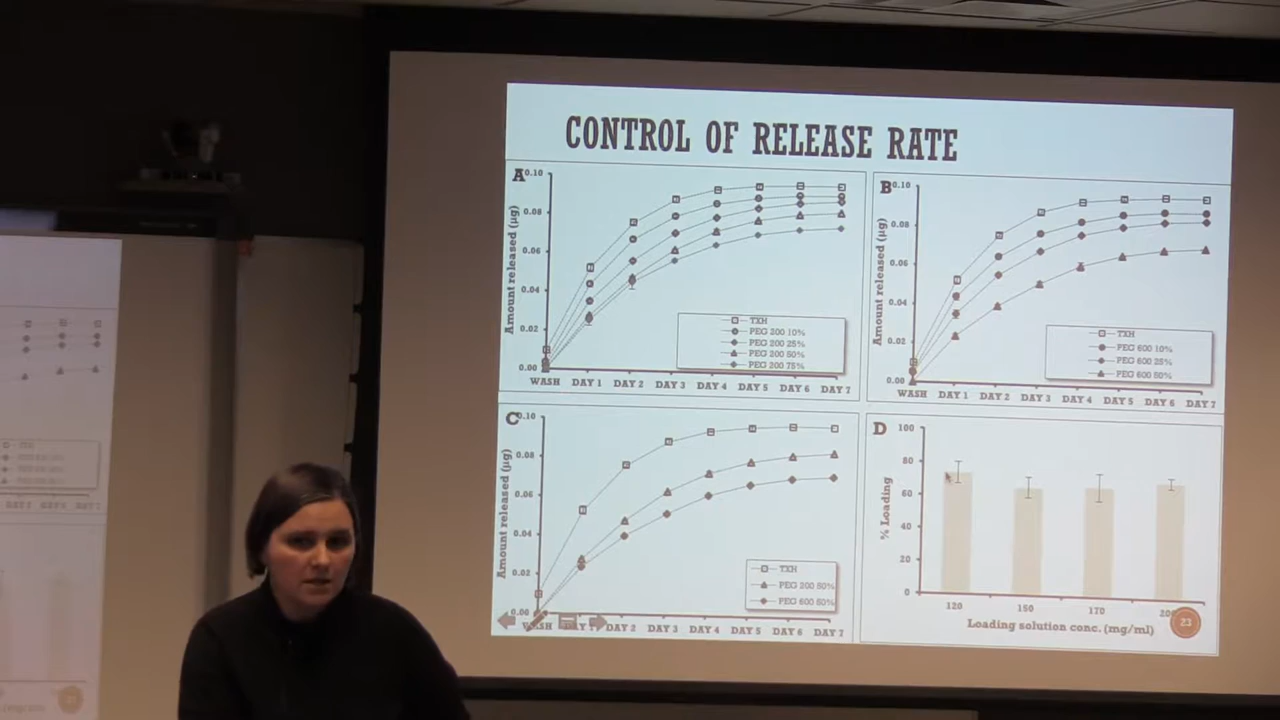 CONTROL OF RELEASE RATE
A
0.10
0.08
0.06
0.04
0.02
0.00
Amount released (µg)
TXH
PEG 200 10%
PEG 200 25%
PEG 200 50%
PEG 200 75%
WASH DAY 1 DAY 2 DAY 3 DAY 4 DAY 5 DAY 6 DAY 7
B
0.10
0.08
0.06
0.04
0.02
0.00
Amount released (µg)
TXH
PEG 600 10%
PEG 600 25%
PEG 600 50%
WASH DAY 1 DAY 2 DAY 3 DAY 4 DAY 5 DAY 6 DAY 7
C
0.10
0.08
0.06
0.04
0.02
0.00
Amount released (µg)
TXH
PEG 200 50%
PEG 600 50%
WASH DAY 1 DAY 2 DAY 3 DAY 4 DAY 5 DAY 6 DAY 7
D
100
80
60
40
20
0
% Loading
120 150 170 200
Loading solution conc. (mg/ml)
23